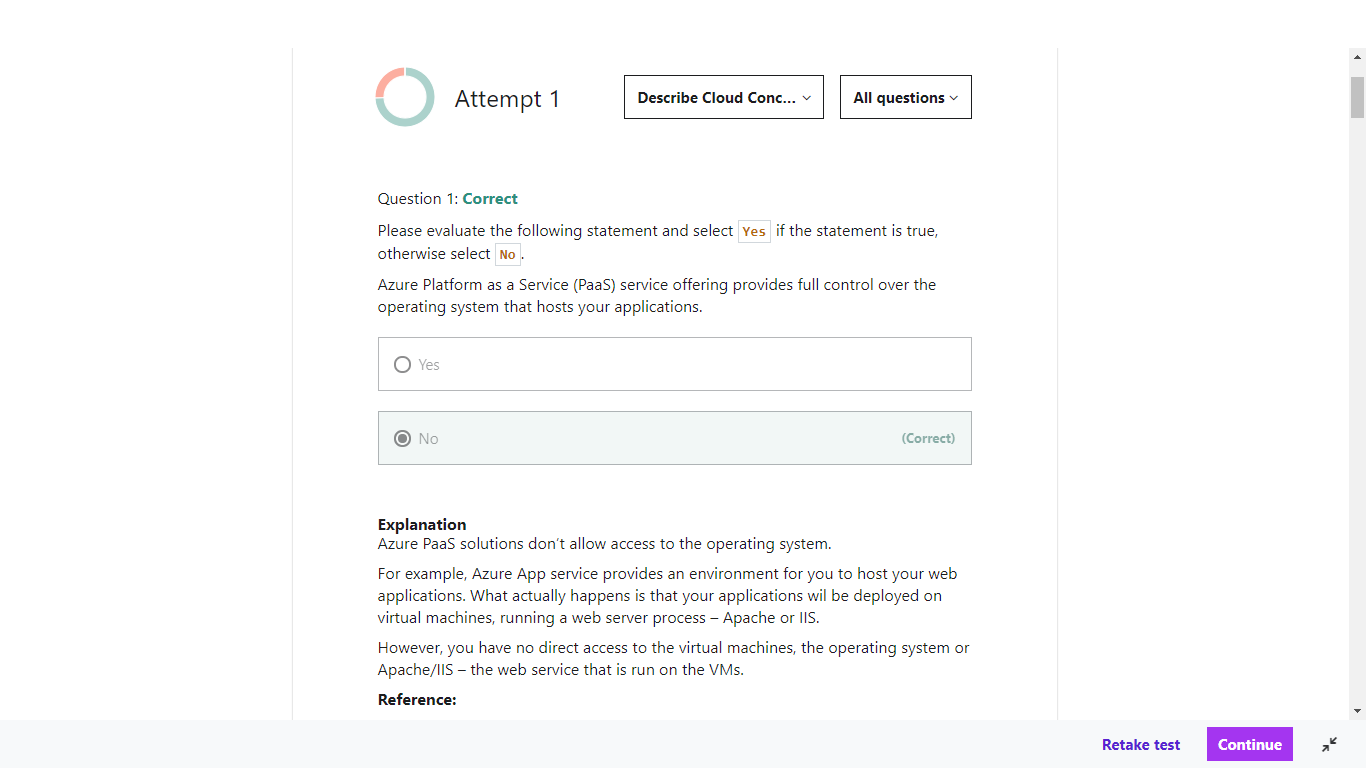 Attempt 1
Describe Cloud Conc...
All questions
Question 1: Correct
Please evaluate the following statement and select Yes if the statement is true,
otherwise select No.
Azure Platform as a Service (PaaS) service offering provides full control over the
operating system that hosts your applications.
Yes
No
(Correct)
Explanation
Azure PaaS solutions don't allow access to the operating system.
For example, Azure App service provides an environment for you to host your web
applications. What actually happens is that your applications wil be deployed on
virtual machines, running a web server process – Apache or IIS.
However, you have no direct access to the virtual machines, the operating system or
Apache/IIS – the web service that is run on the VMs.
Reference:
Retake test
Continue